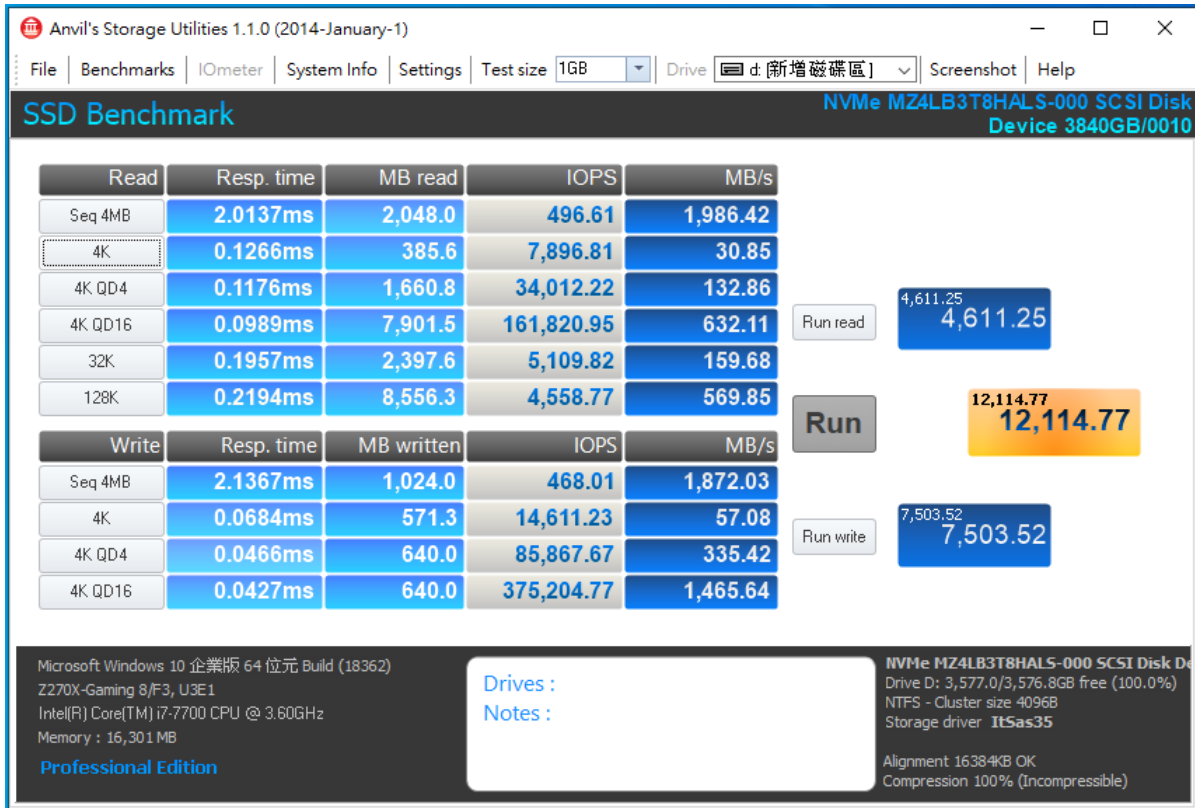 Anvil's Storage Utilities 1.1.0 (2014-January-1)
File Benchmarks IOmeter System Info Settings Test size 1GB Drive d: [新增磁碟區] Screenshot Help
SSD Benchmark
NVMe MZ4LB3T8HALS-000 SCSI Disk
Device 3840GB/0010
Read Resp. time MB read IOPS MB/s
Seq 4MB 2.0137ms 2,048.0 496.61 1,986.42
4K 0.1266ms 385.6 7,896.81 30.85
4K QD4 0.1176ms 1,660.8 34,012.22 132.86
4K QD16 0.0989ms 7,901.5 161,820.95 632.11
32K 0.1957ms 2,397.6 5,109.82 159.68
128K 0.2194ms 8,556.3 4,558.77 569.85
Run read
4,611.25
4,611.25
Run
12,114.77
12,114.77
Write Resp. time MB written IOPS MB/s
Seq 4MB 2.1367ms 1,024.0 468.01 1,872.03
4K 0.0684ms 571.3 14,611.23 57.08
4K QD4 0.0466ms 640.0 85,867.67 335.42
4K QD16 0.0427ms 640.0 375,204.77 1,465.64
Run write
7,503.52
7,503.52
Microsoft Windows 10 企業版 64 位元 Build (18362)
Z270X-Gaming 8/F3, U3E1
Intel(R) Core(TM) i7-7700 CPU @ 3.60GHz
Memory : 16,301 MB
Professional Edition
Drives :
Notes :
NVMe MZ4LB3T8HALS-000 SCSI Disk De
Drive D: 3,577.0/3,576.8GB free (100.0%)
NTFS - Cluster size 4096B
Storage driver ItSas35
Alignment 16384KB OK
Compression 100% (Incompressible)